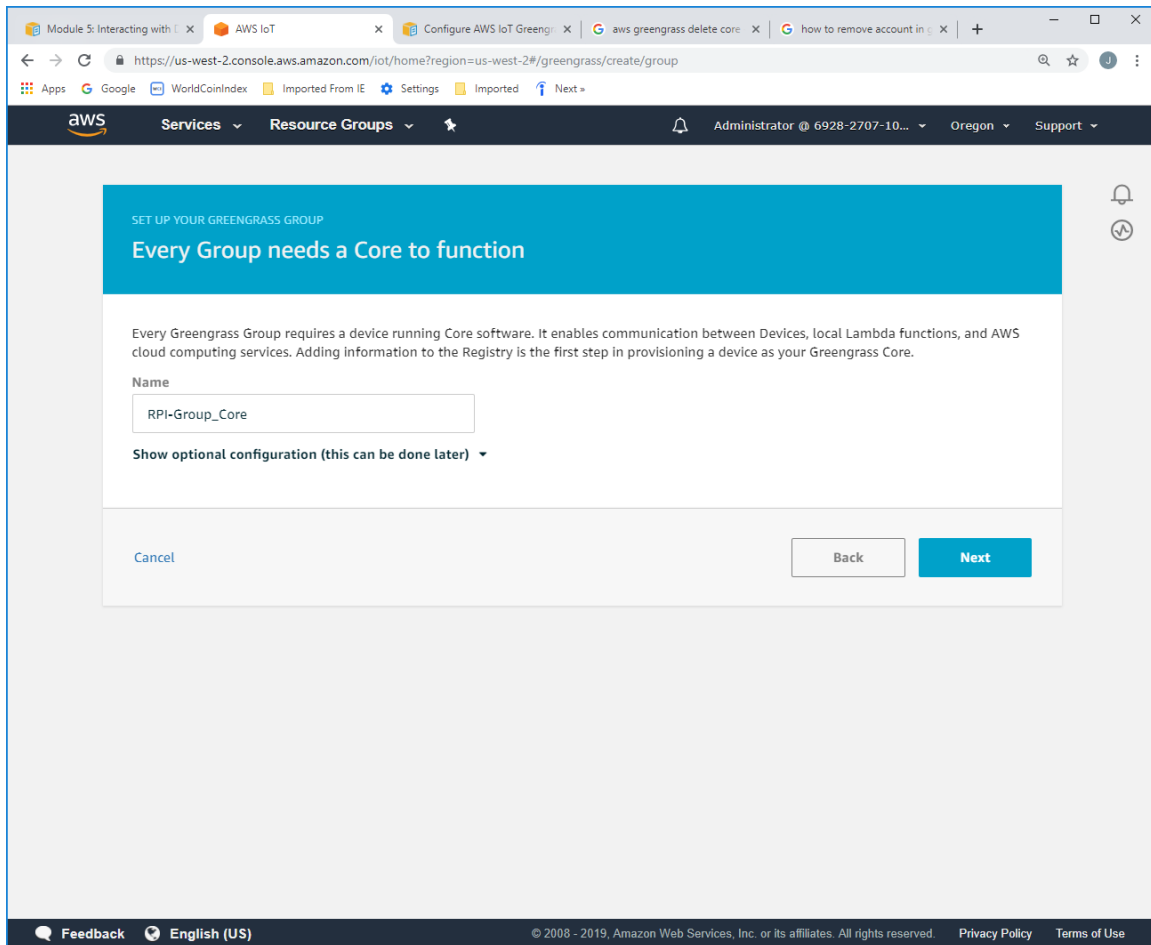 Module 5: Interacting with D
AWS IoT
Configure AWS IoT Greengr
aws greengrass delete core
how to remove account in g
https://us-west-2.console.aws.amazon.com/iot/home?region=us-west-2#/greengrass/create/group
J
Apps Google WorldCoinIndex Imported From IE Settings Imported Next »
aws Services Resource Groups Administrator @ 6928-2707-10... Oregon Support
SET UP YOUR GREENGRASS GROUP
Every Group needs a Core to function
Every Greengrass Group requires a device running Core software. It enables communication between Devices, local Lambda functions, and AWS
cloud computing services. Adding information to the Registry is the first step in provisioning a device as your Greengrass Core.
Name
RPI-Group_Core
Show optional configuration (this can be done later)
Cancel Back Next
Feedback English (US) © 2008 - 2019, Amazon Web Services, Inc. or its affiliates. All rights reserved. Privacy Policy Terms of Use